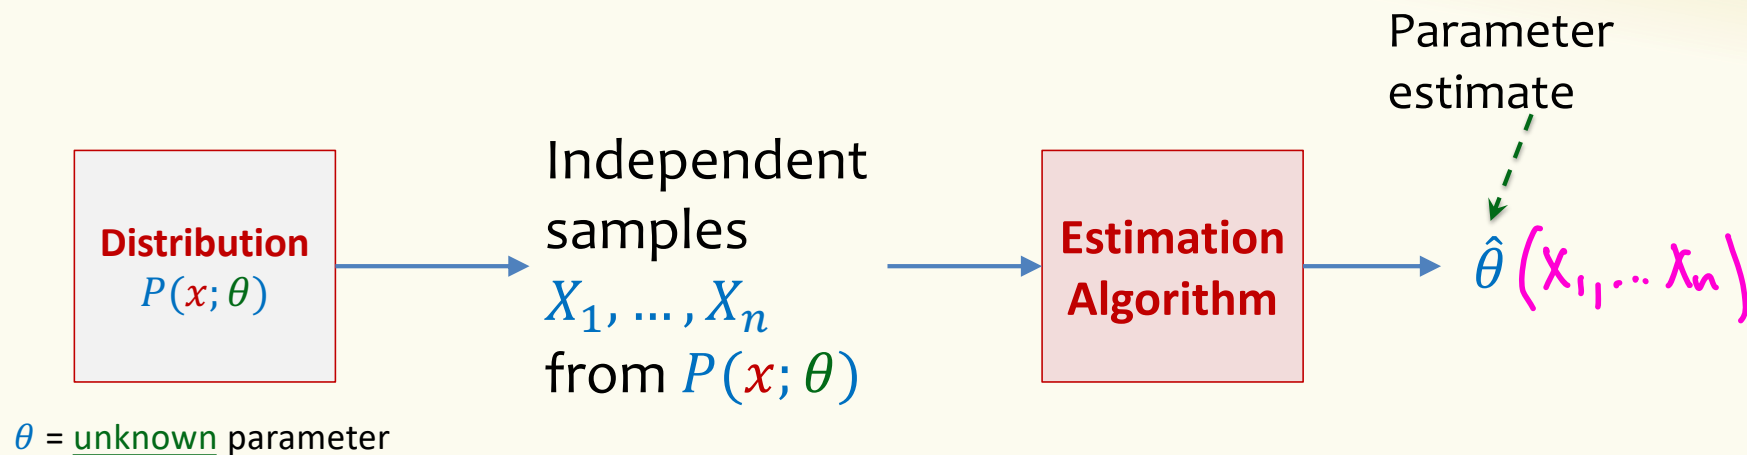 Parameter
estimate
Distribution
P(x; θ)
Independent
samples
X₁, … , Xₙ
from P(x; θ)
Estimation
Algorithm
θ̂ (X₁,... Xₙ)
θ = unknown parameter